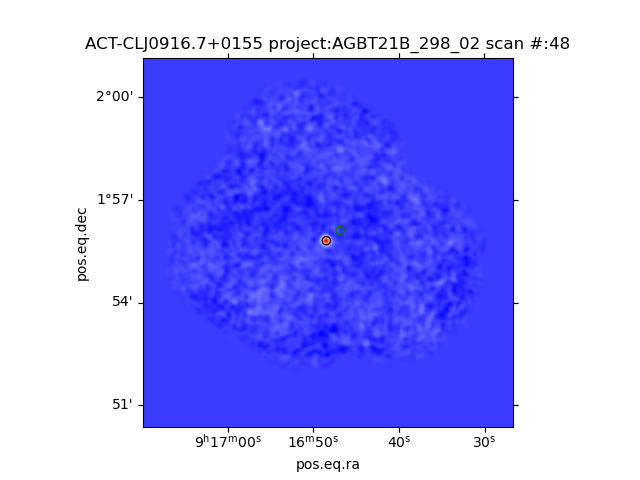 ACT-CLJ0916.7+0155 project:AGBT21B_298_02 scan #:48
2°00'
1°57'
54'
51'
pos.eq.dec
9ʰ17ᵐ00ˢ 16ᵐ50ˢ 40ˢ 30ˢ
pos.eq.ra